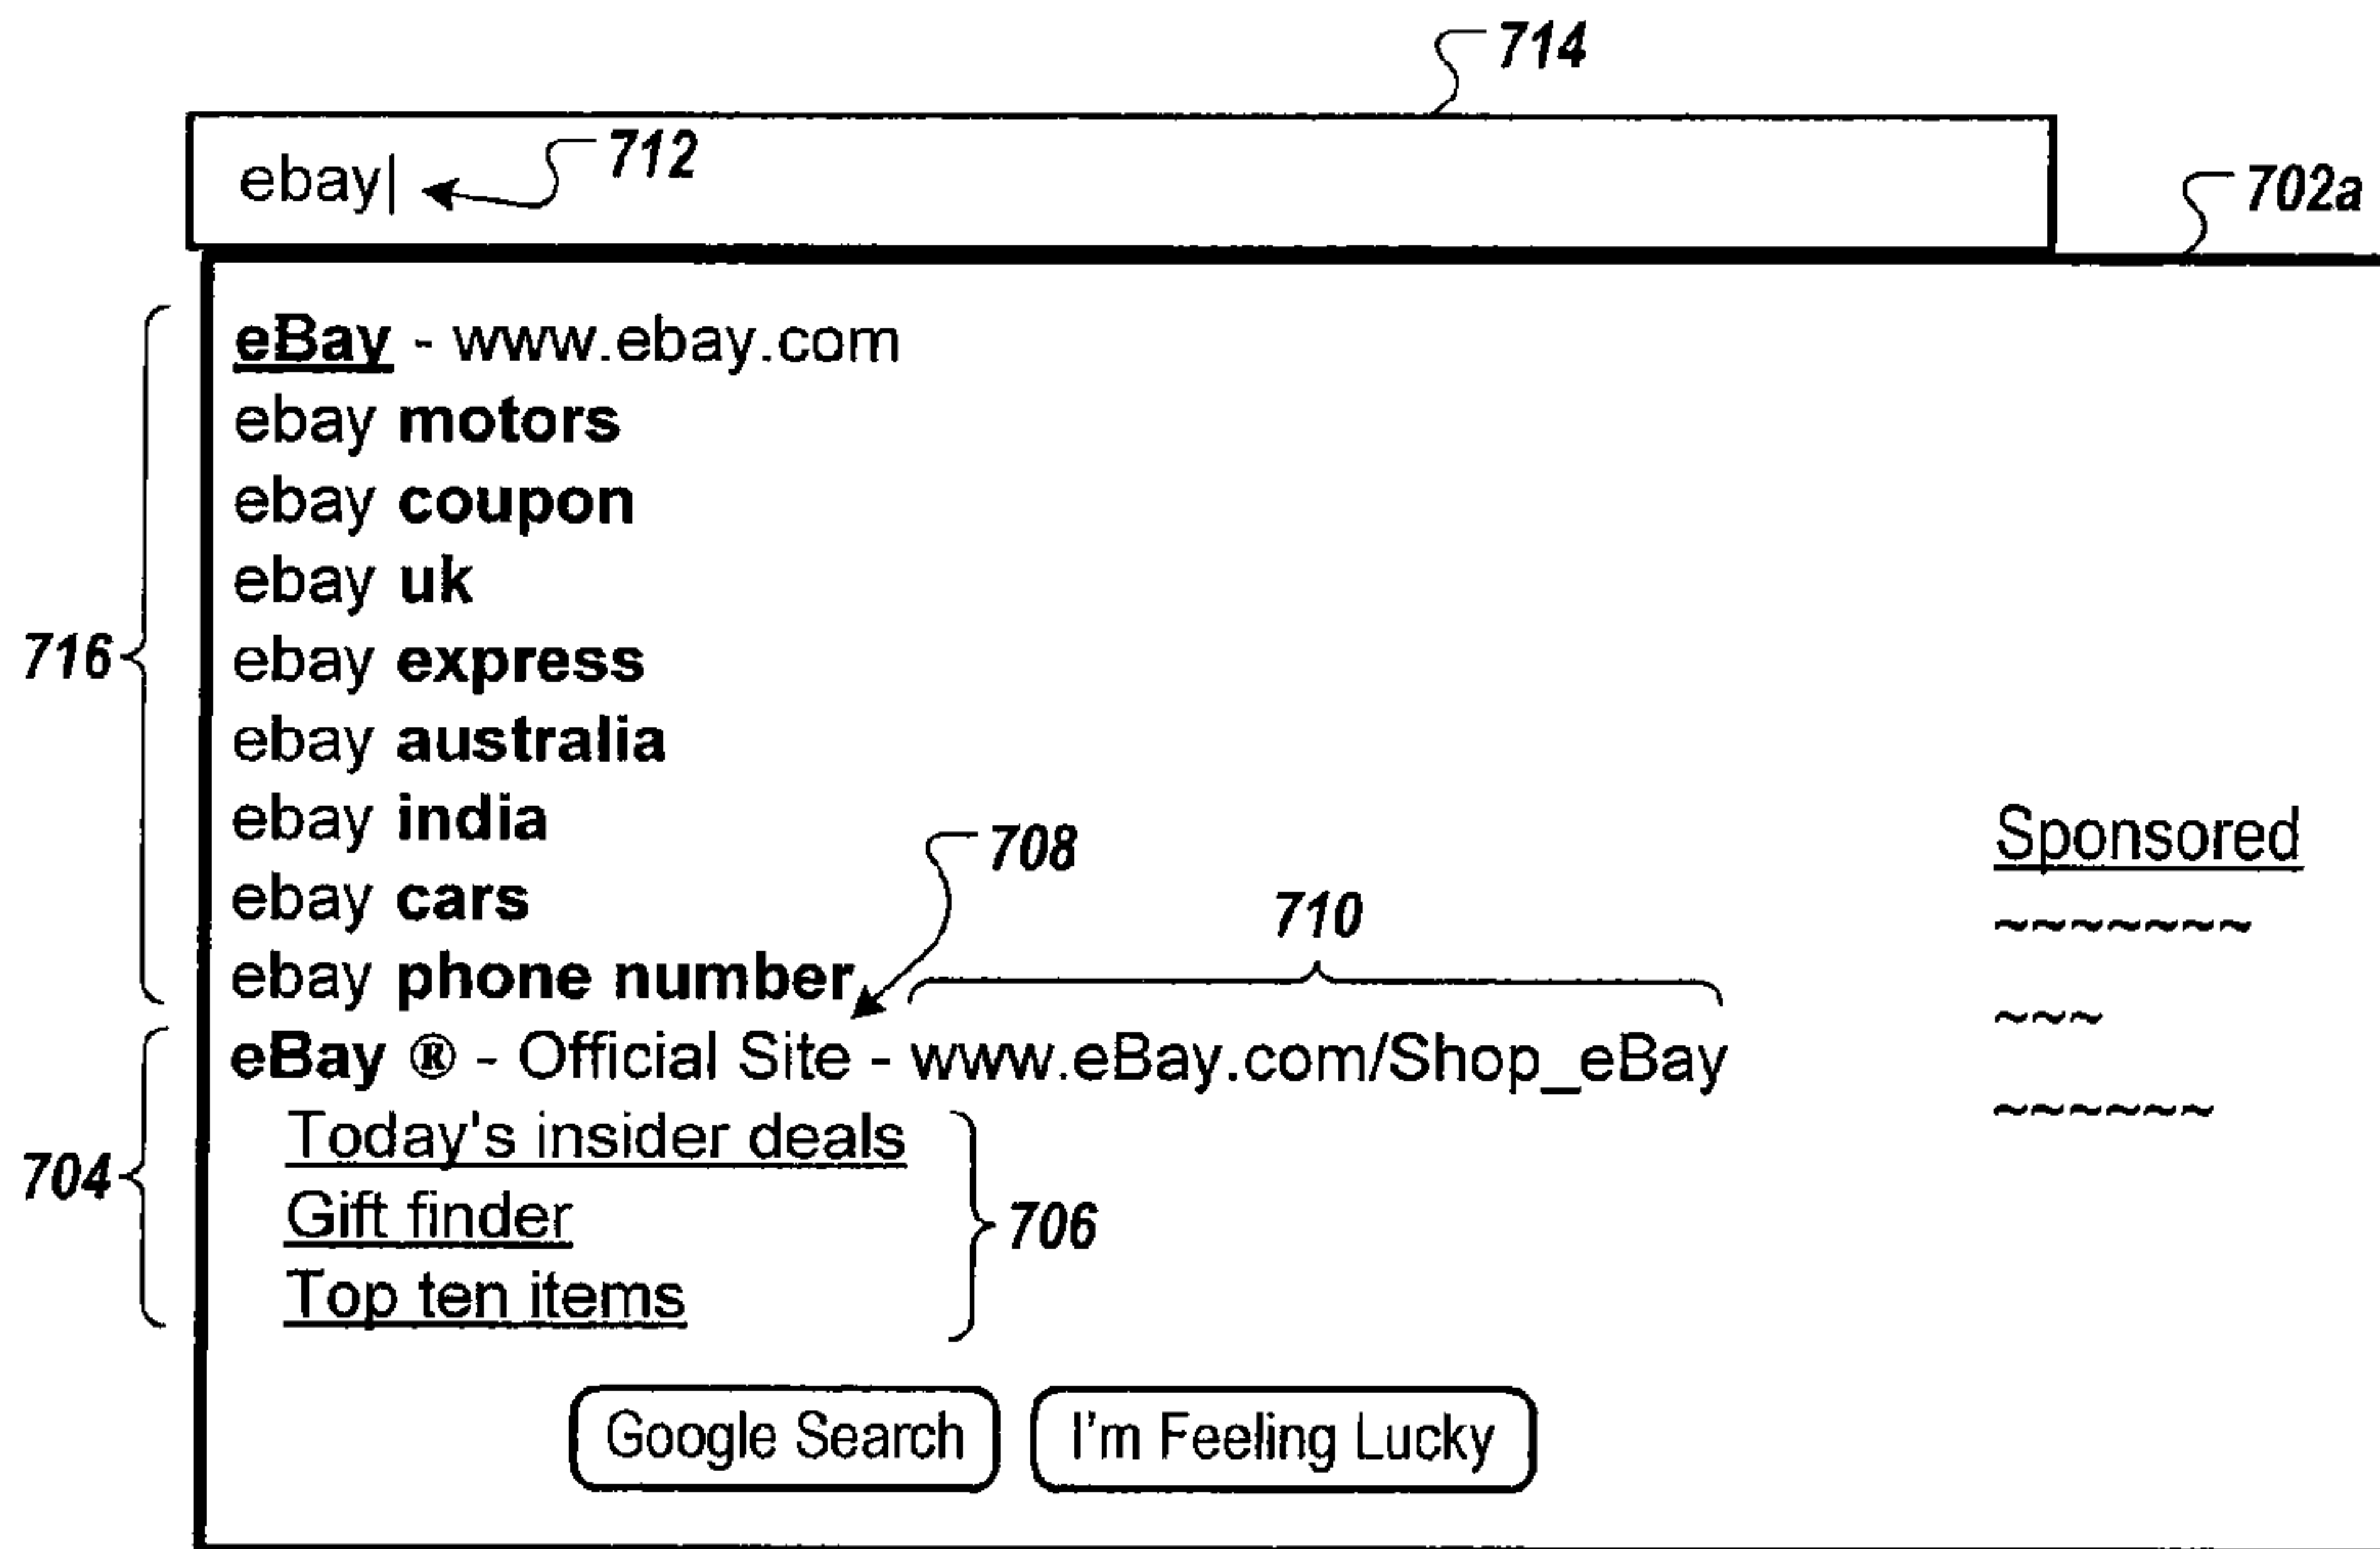 714
ebay|
712
702a
eBay - www.ebay.com
ebay motors
ebay coupon
ebay uk
716
ebay express
ebay australia
ebay india
Sponsored
708
ebay cars
710
~~~~~~~
ebay phone number
~~~
eBay ® - Official Site - www.eBay.com/Shop_eBay
Today's insider deals
~~~~~~
704
Gift finder
706
Top ten items
Google Search
I'm Feeling Lucky